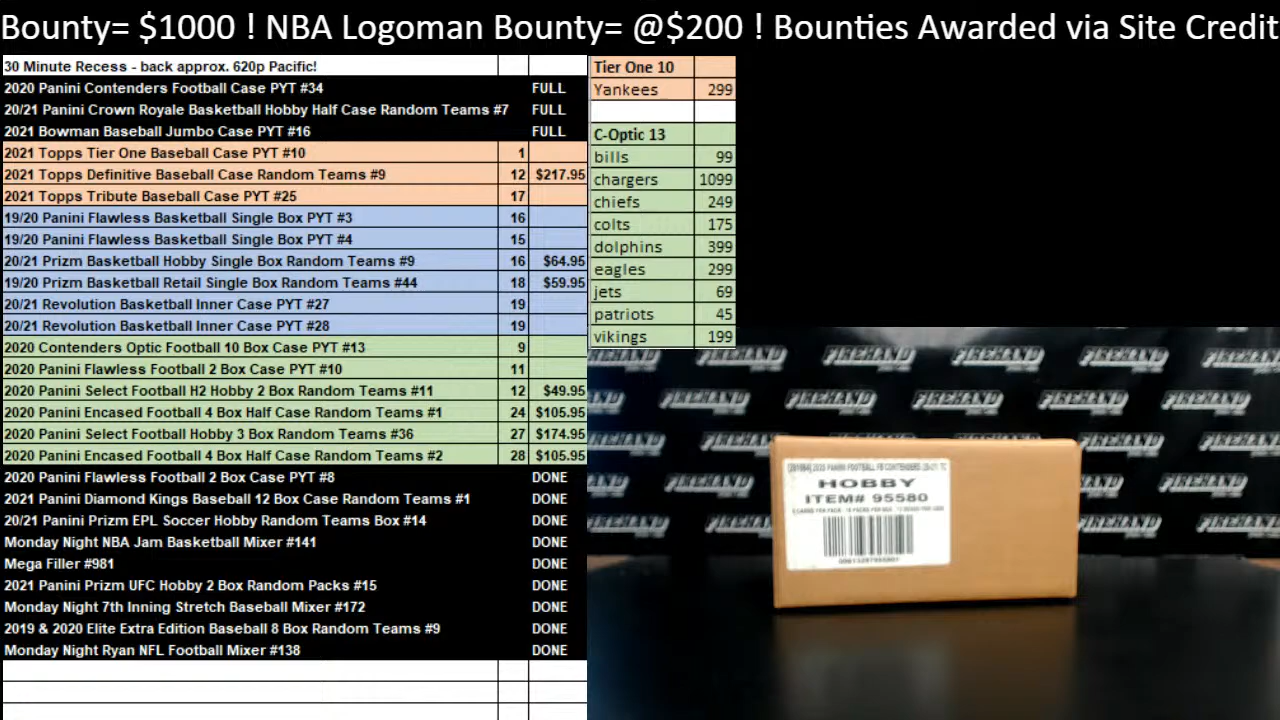 Bounty= $1000 ! NBA Logoman Bounty= @$200 ! Bounties Awarded via Site Credit
30 Minute Recess - back approx. 620p Pacific!
2020 Panini Contenders Football Case PYT #34 FULL
20/21 Panini Crown Royale Basketball Hobby Half Case Random Teams #7 FULL
2021 Bowman Baseball Jumbo Case PYT #16 FULL
2021 Topps Tier One Baseball Case PYT #10 1
2021 Topps Definitive Baseball Case Random Teams #9 12 $217.95
2021 Topps Tribute Baseball Case PYT #25 17
19/20 Panini Flawless Basketball Single Box PYT #3 16
19/20 Panini Flawless Basketball Single Box PYT #4 15
20/21 Prizm Basketball Hobby Single Box Random Teams #9 16 $64.95
19/20 Prizm Basketball Retail Single Box Random Teams #44 18 $59.95
20/21 Revolution Basketball Inner Case PYT #27 19
20/21 Revolution Basketball Inner Case PYT #28 19
2020 Contenders Optic Football 10 Box Case PYT #13 9
2020 Panini Flawless Football 2 Box Case PYT #10 11
2020 Panini Select Football H2 Hobby 2 Box Random Teams #11 12 $49.95
2020 Panini Encased Football 4 Box Half Case Random Teams #1 24 $105.95
2020 Panini Select Football Hobby 3 Box Random Teams #36 27 $174.95
2020 Panini Encased Football 4 Box Half Case Random Teams #2 28 $105.95
2020 Panini Flawless Football 2 Box Case PYT #8 DONE
2021 Panini Diamond Kings Baseball 12 Box Case Random Teams #1 DONE
20/21 Panini Prizm EPL Soccer Hobby Random Teams Box #14 DONE
Monday Night NBA Jam Basketball Mixer #141 DONE
Mega Filler #981 DONE
2021 Panini Prizm UFC Hobby 2 Box Random Packs #15 DONE
Monday Night 7th Inning Stretch Baseball Mixer #172 DONE
2019 & 2020 Elite Extra Edition Baseball 8 Box Random Teams #9 DONE
Monday Night Ryan NFL Football Mixer #138 DONE
Tier One 10
Yankees 299
C-Optic 13
bills 99
chargers 1099
chiefs 249
colts 175
dolphins 399
eagles 299
jets 69
patriots 45
vikings 199
FIREHAND FIREHAND FIREHAND FIREHAND
2020 PANINI FOOTBALL FB CONTENDERS
HOBBY
ITEM# 95580